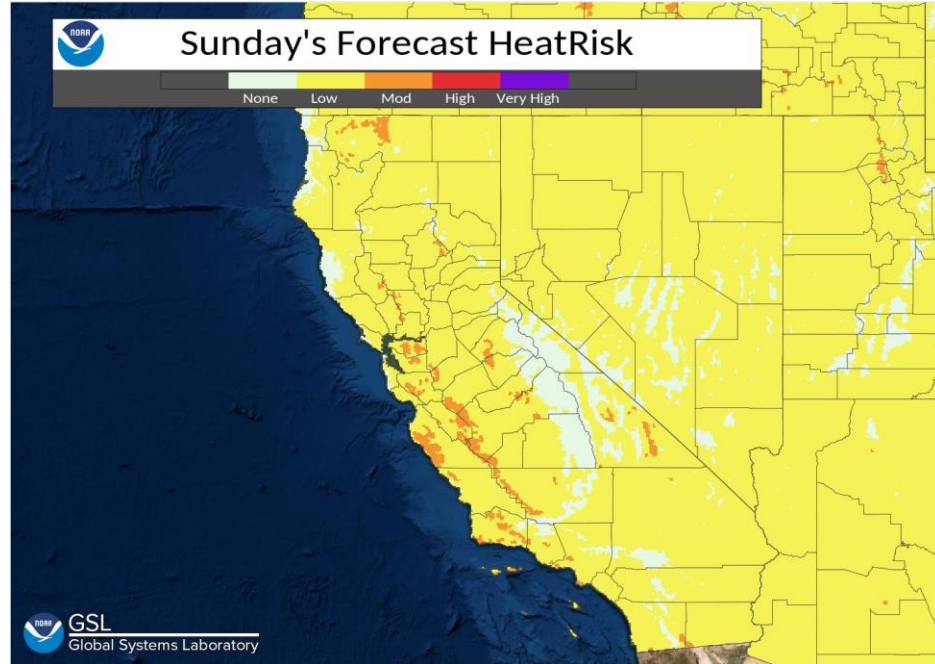 NOAA
Sunday's Forecast HeatRisk
None Low Mod High Very High
NOAA
GSL
Global Systems Laboratory